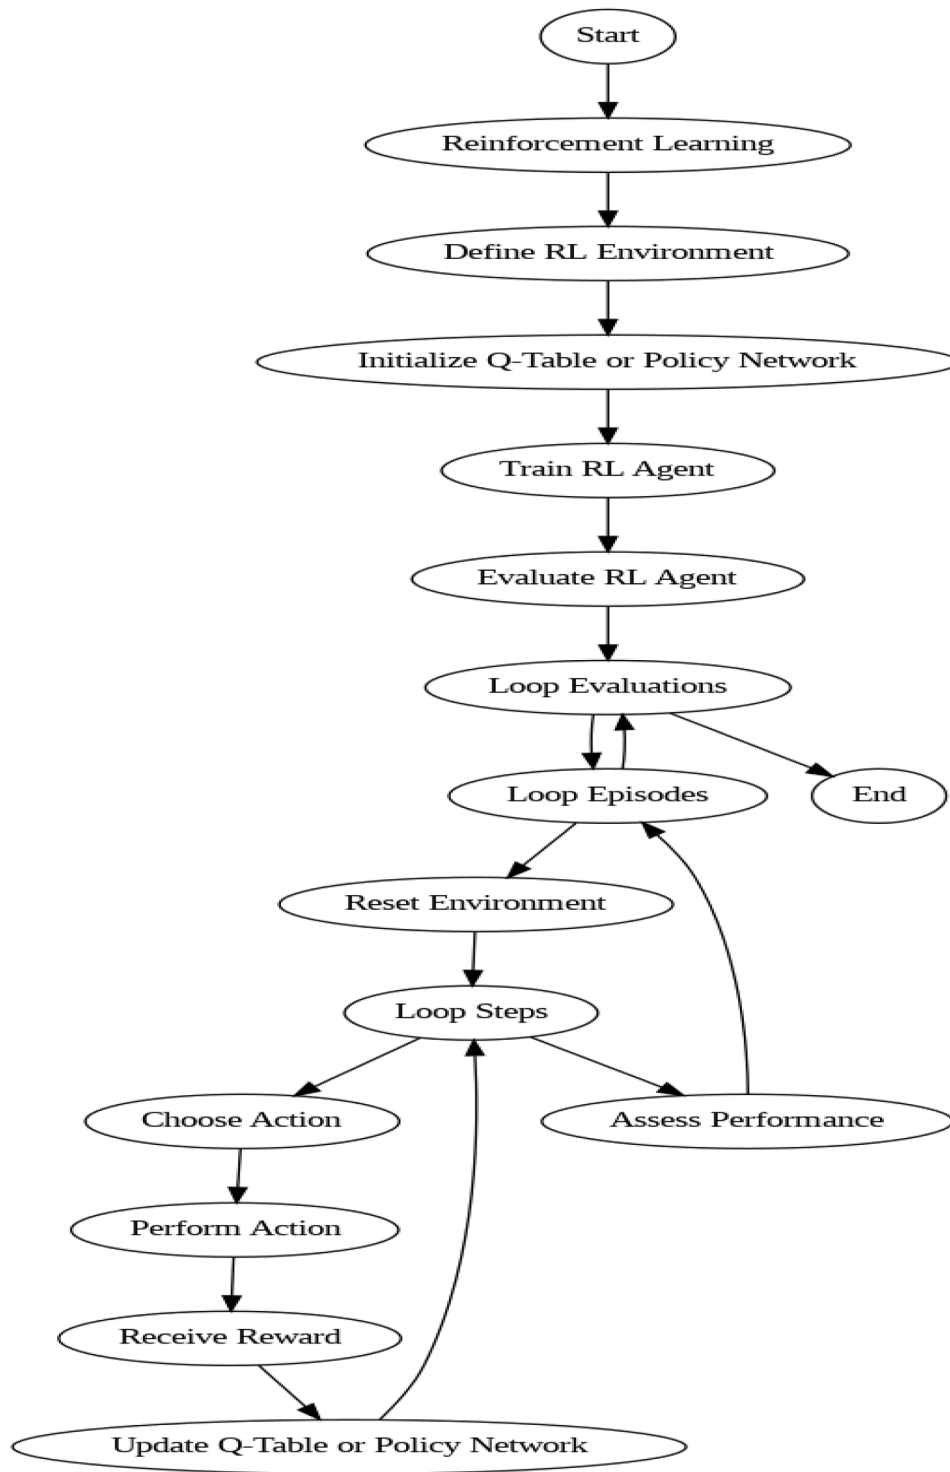 Start
Reinforcement Learning
Define RL Environment
Initialize Q-Table or Policy Network
Train RL Agent
Evaluate RL Agent
Loop Evaluations
Loop Episodes
End
Reset Environment
Loop Steps
Choose Action
Assess Performance
Perform Action
Receive Reward
Update Q-Table or Policy Network